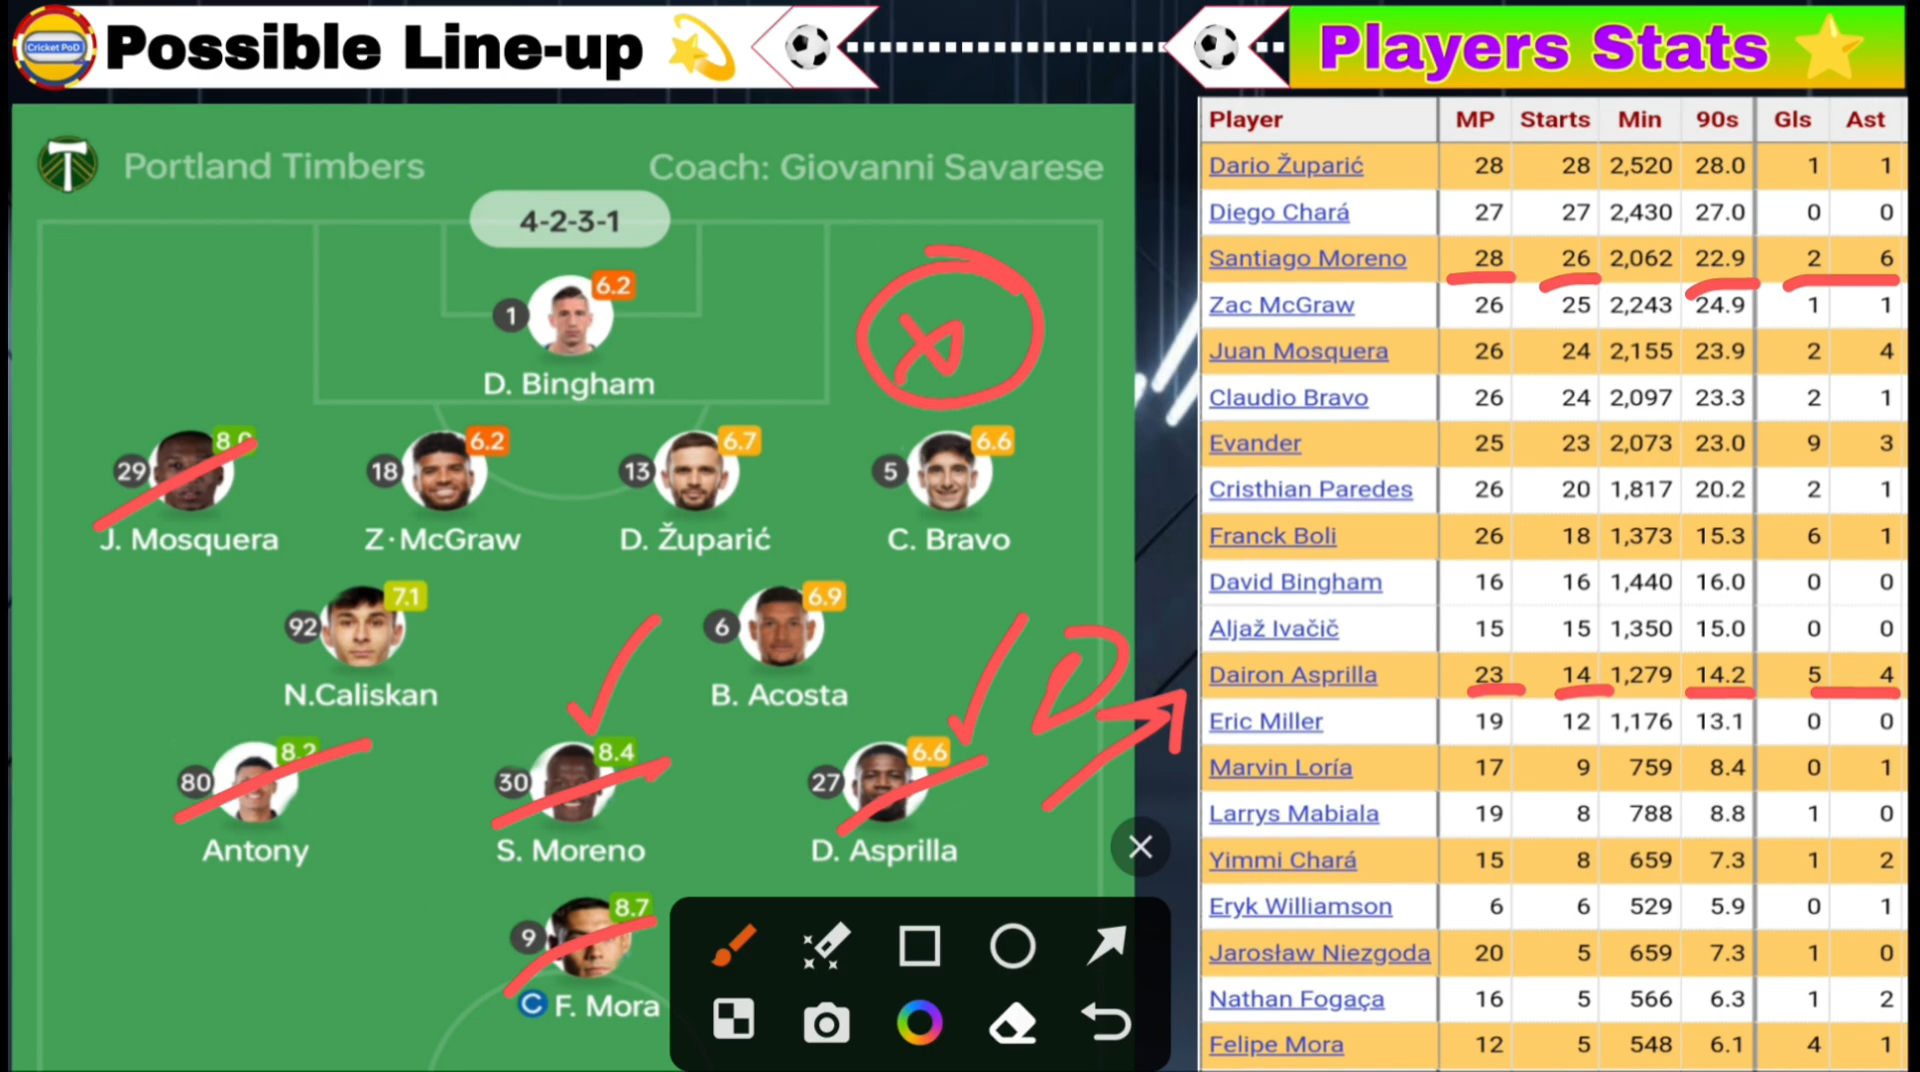 Cricket PoD
Possible Line-up
Players Stats
Portland Timbers
Coach: Giovanni Savarese
4-2-3-1
6.2
1
D. Bingham
29
J. Mosquera
6.2
18
Z·McGraw
6.7
13
D. Župarić
6.6
5
C. Bravo
7.1
92
N.Caliskan
6.9
6
B. Acosta
8.2
80
Antony
8.4
30
S. Moreno
6.6
27
D. Asprilla
8.7
9
C F. Mora
Player MP Starts Min 90s Gls Ast
Dario Župarić 28 28 2,520 28.0 1 1
Diego Chará 27 27 2,430 27.0 0 0
Santiago Moreno 28 26 2,062 22.9 2 6
Zac McGraw 26 25 2,243 24.9 1 1
Juan Mosquera 26 24 2,155 23.9 2 4
Claudio Bravo 26 24 2,097 23.3 2 1
Evander 25 23 2,073 23.0 9 3
Cristhian Paredes 26 20 1,817 20.2 2 1
Franck Boli 26 18 1,373 15.3 6 1
David Bingham 16 16 1,440 16.0 0 0
Aljaž Ivačič 15 15 1,350 15.0 0 0
Dairon Asprilla 23 14 1,279 14.2 5 4
Eric Miller 19 12 1,176 13.1 0 0
Marvin Loría 17 9 759 8.4 0 1
Larrys Mabiala 19 8 788 8.8 1 0
Yimmi Chará 15 8 659 7.3 1 2
Eryk Williamson 6 6 529 5.9 0 1
Jarosław Niezgoda 20 5 659 7.3 1 0
Nathan Fogaça 16 5 566 6.3 1 2
Felipe Mora 12 5 548 6.1 4 1